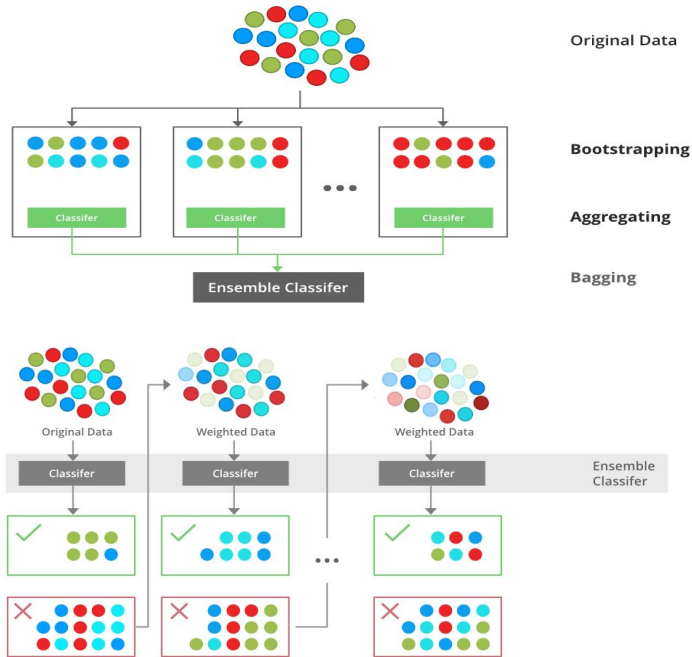 Original Data
Bootstrapping
Classifer
Classifer
Classifer
Aggregating
Ensemble Classifer
Bagging
Original Data
Weighted Data
Weighted Data
Classifer
Classifer
Classifer
Ensemble
Classifer